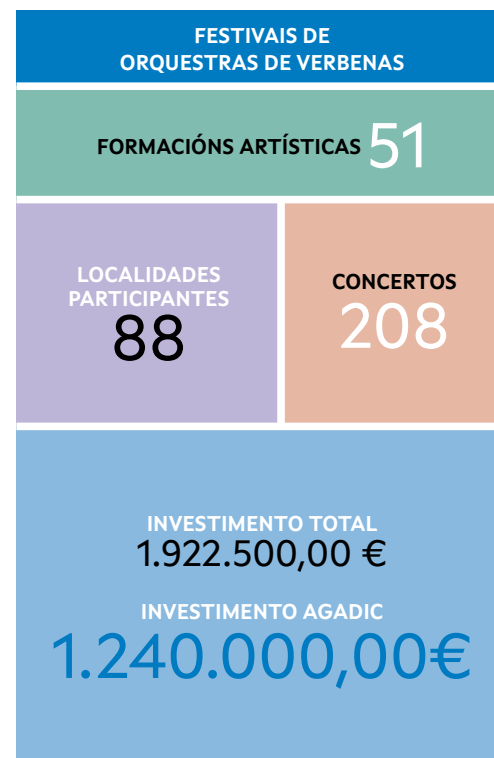 FESTIVAIS DE
ORQUESTRAS DE VERBENAS
FORMACIÓNS ARTÍSTICAS 51
LOCALIDADES
PARTICIPANTES
88
CONCERTOS
208
INVESTIMENTO TOTAL
1.922.500,00 €
INVESTIMENTO AGADIC
1.240.000,00€